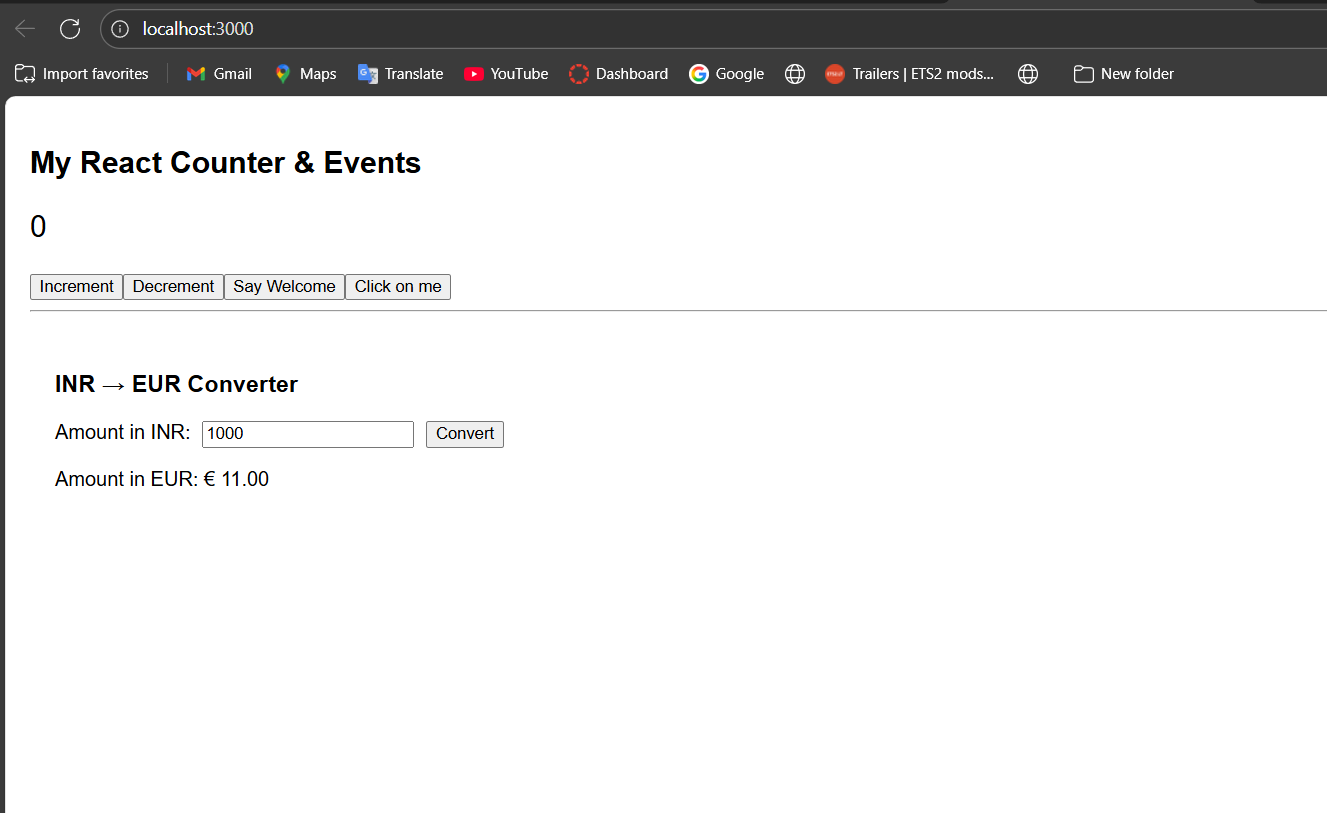 localhost:3000
Import favorites Gmail Maps Translate YouTube Dashboard Google Trailers | ETS2 mods... New folder
My React Counter & Events
0
Increment Decrement Say Welcome Click on me
INR → EUR Converter
Amount in INR: 1000 Convert
Amount in EUR: € 11.00